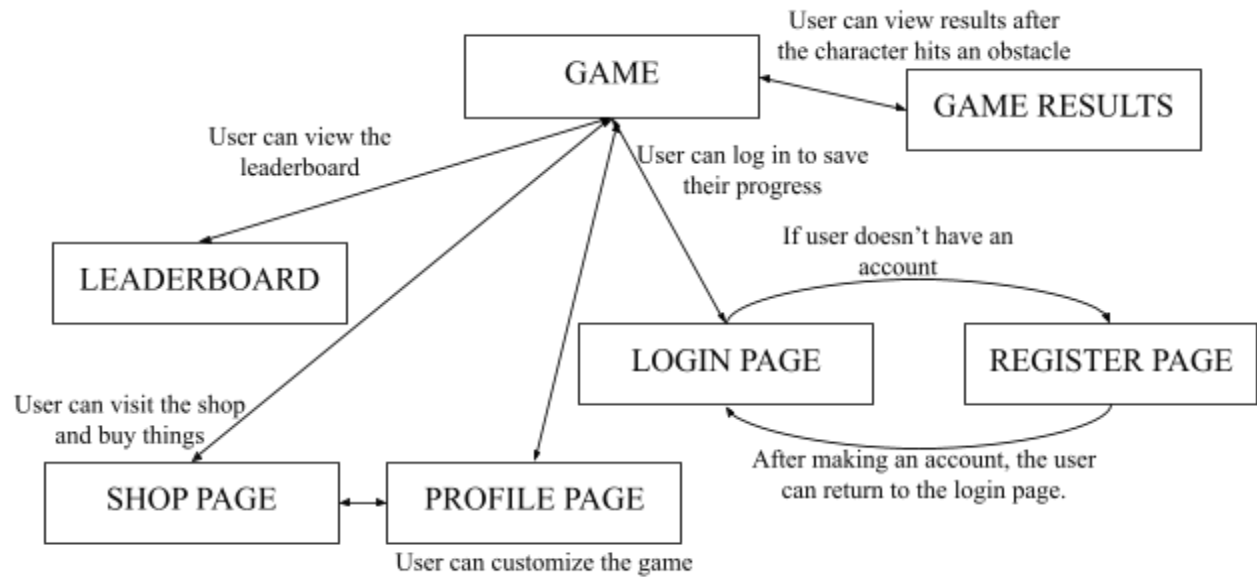 User can view results after
the character hits an obstacle
GAME
GAME RESULTS
User can view the
leaderboard
User can log in to save
their progress
If user doesn’t have an
account
LEADERBOARD
LOGIN PAGE
REGISTER PAGE
User can visit the shop
and buy things
After making an account, the user
can return to the login page.
SHOP PAGE
PROFILE PAGE
User can customize the game